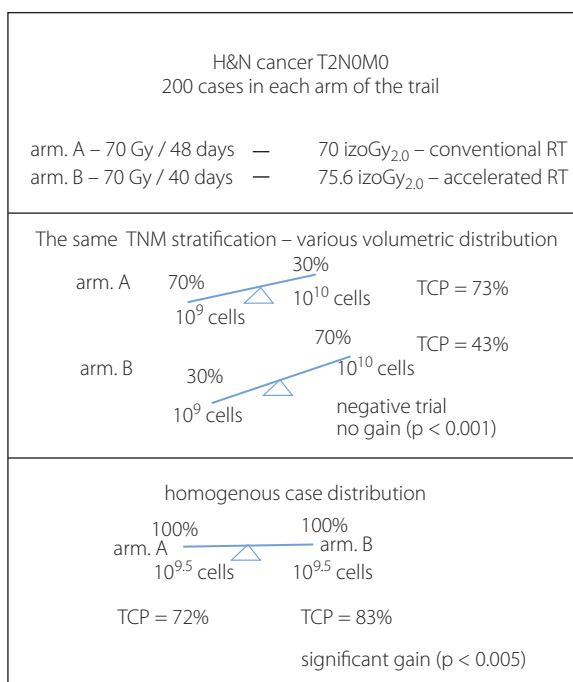 H&N cancer T2N0M0
200 cases in each arm of the trail
arm. A – 70 Gy / 48 days — 70 izoGy2.0 – conventional RT
arm. B – 70 Gy / 40 days — 75.6 izoGy2.0 – accelerated RT
The same TNM stratification – various volumetric distribution
arm. A 70% 30% TCP = 73%
10^9 cells 10^10 cells
arm. B 30% 70% TCP = 43%
10^9 cells 10^10 cells
negative trial
no gain (p < 0.001)
homogenous case distribution
100% 100%
arm. A arm. B
10^9.5 cells 10^9.5 cells
TCP = 72% TCP = 83%
significant gain (p < 0.005)